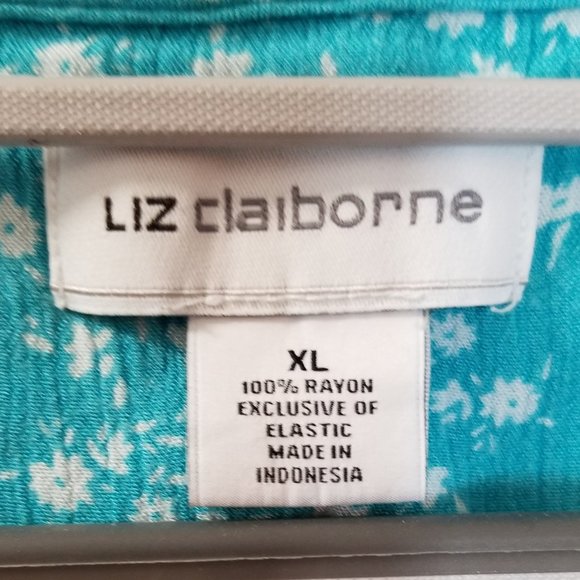 LIZ claiborne
XL
100% RAYON
EXCLUSIVE OF
ELASTIC
MADE IN
INDONESIA